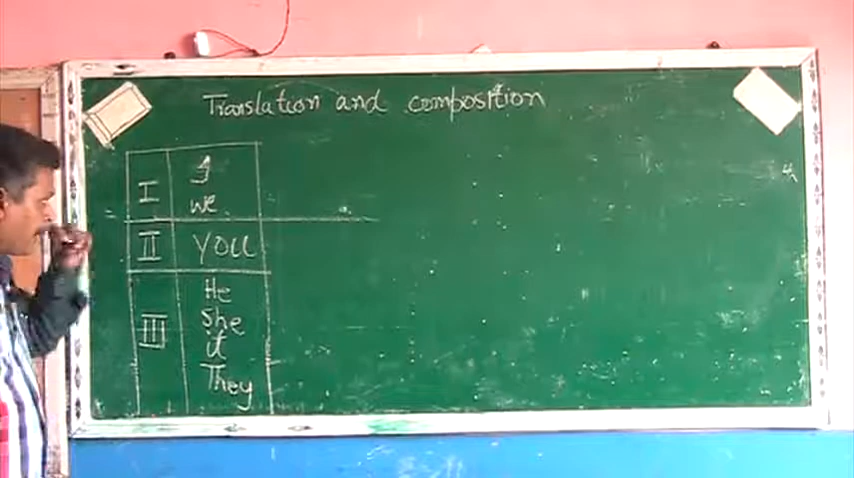 Translation and composition
I
I
we
II
you
III
He
She
it
They